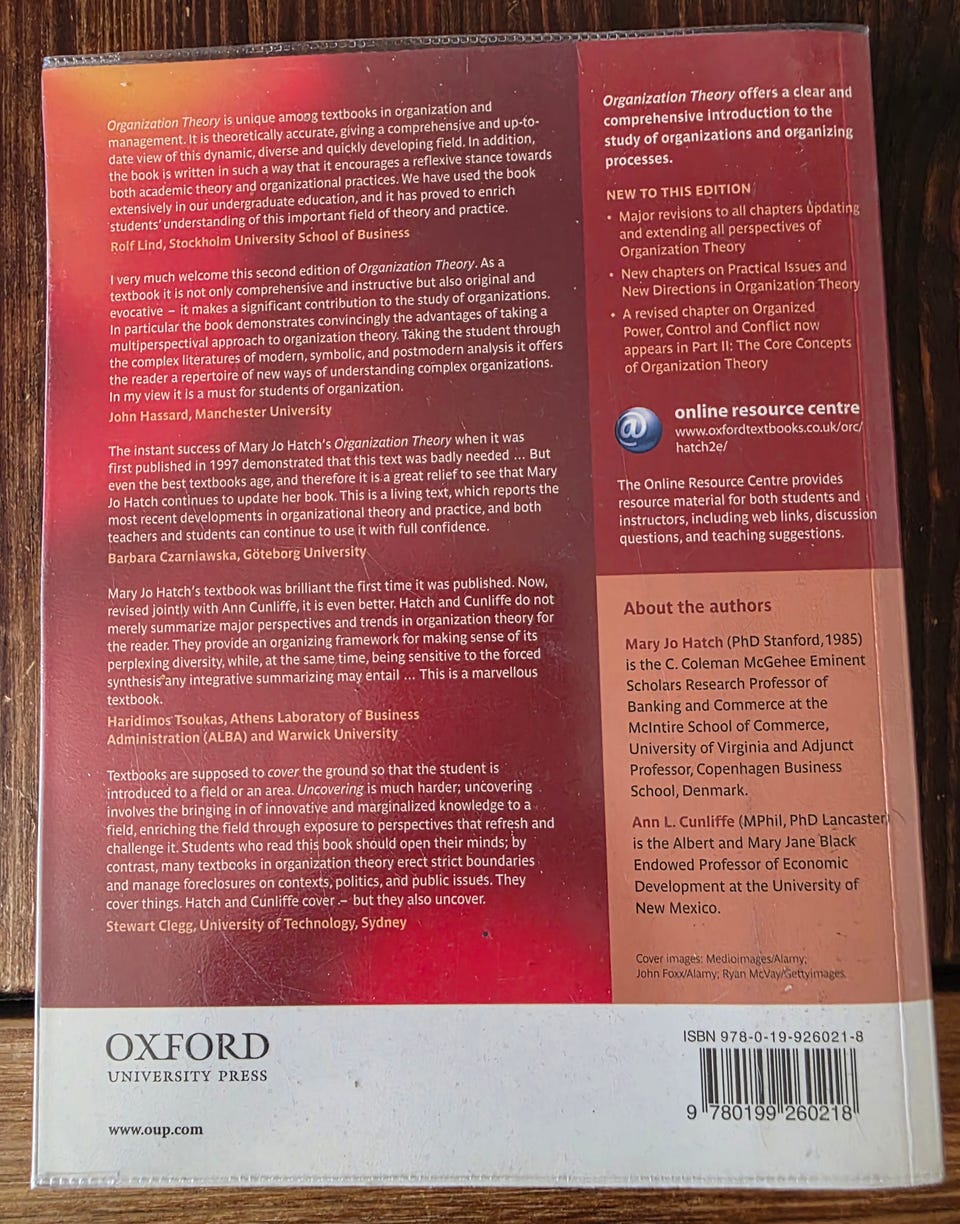 Organization Theory is unique among textbooks in organization and
management. It is theoretically accurate, giving a comprehensive and up-to-
date view of this dynamic, diverse and quickly developing field. In addition,
the book is written in such a way that it encourages a reflexive stance towards
both academic theory and organizational practices. We have used the book
extensively in our undergraduate education, and it has proved to enrich
students' understanding of this important field of theory and practice.
Rolf Lind, Stockholm University School of Business
I very much welcome this second edition of Organization Theory. As a
textbook it is not only comprehensive and instructive but also original and
evocative – it makes a significant contribution to the study of organizations.
In particular the book demonstrates convincingly the advantages of taking a
multiperspectival approach to organization theory. Taking the student through
the complex literatures of modern, symbolic, and postmodern analysis it offers
the reader a repertoire of new ways of understanding complex organizations.
In my view it is a must for students of organization.
John Hassard, Manchester University
The instant success of Mary Jo Hatch's Organization Theory when it was
first published in 1997 demonstrated that this text was badly needed ... But
even the best textbooks age, and therefore it is a great relief to see that Mary
Jo Hatch continues to update her book. This is a living text, which reports the
most recent developments in organizational theory and practice, and both
teachers and students can continue to use it with full confidence.
Barbara Czarniawska, Göteborg University
Mary Jo Hatch's textbook was brilliant the first time it was published. Now,
revised jointly with Ann Cunliffe, it is even better. Hatch and Cunliffe do not
merely summarize major perspectives and trends in organization theory for
the reader. They provide an organizing framework for making sense of its
perplexing diversity, while, at the same time, being sensitive to the forced
synthesis any integrative summarizing may entail ... This is a marvellous
textbook.
Haridimos Tsoukas, Athens Laboratory of Business
Administration (ALBA) and Warwick University
Textbooks are supposed to cover the ground so that the student is
introduced to a field or an area. Uncovering is much harder; uncovering
involves the bringing in of innovative and marginalized knowledge to a
field, enriching the field through exposure to perspectives that refresh and
challenge it. Students who read this book should open their minds; by
contrast, many textbooks in organization theory erect strict boundaries
and manage foreclosures on contexts, politics, and public issues. They
cover things. Hatch and Cunliffe cover – but they also uncover.
Stewart Clegg, University of Technology, Sydney
Organization Theory offers a clear and
comprehensive introduction to the
study of organizations and organizing
processes.
NEW TO THIS EDITION
• Major revisions to all chapters updating
and extending all perspectives of
Organization Theory
• New chapters on Practical Issues and
New Directions in Organization Theory
• A revised chapter on Organized
Power, Control and Conflict now
appears in Part II: The Core Concepts
of Organization Theory
@
online resource centre
www.oxfordtextbooks.co.uk/orc/
hatch2e/
The Online Resource Centre provides
resource material for both students and
instructors, including web links, discussion
questions, and teaching suggestions.
About the authors
Mary Jo Hatch (PhD Stanford, 1985)
is the C. Coleman McGehee Eminent
Scholars Research Professor of
Banking and Commerce at the
McIntire School of Commerce,
University of Virginia and Adjunct
Professor, Copenhagen Business
School, Denmark.
Ann L. Cunliffe (MPhil, PhD Lancaster)
is the Albert and Mary Jane Black
Endowed Professor of Economic
Development at the University of
New Mexico.
Cover images: Medioimages/Alamy;
John Foxx/Alamy; Ryan McVay/Gettyimages.
OXFORD
UNIVERSITY PRESS
www.oup.com
ISBN 978-0-19-926021-8
9 780199 260218